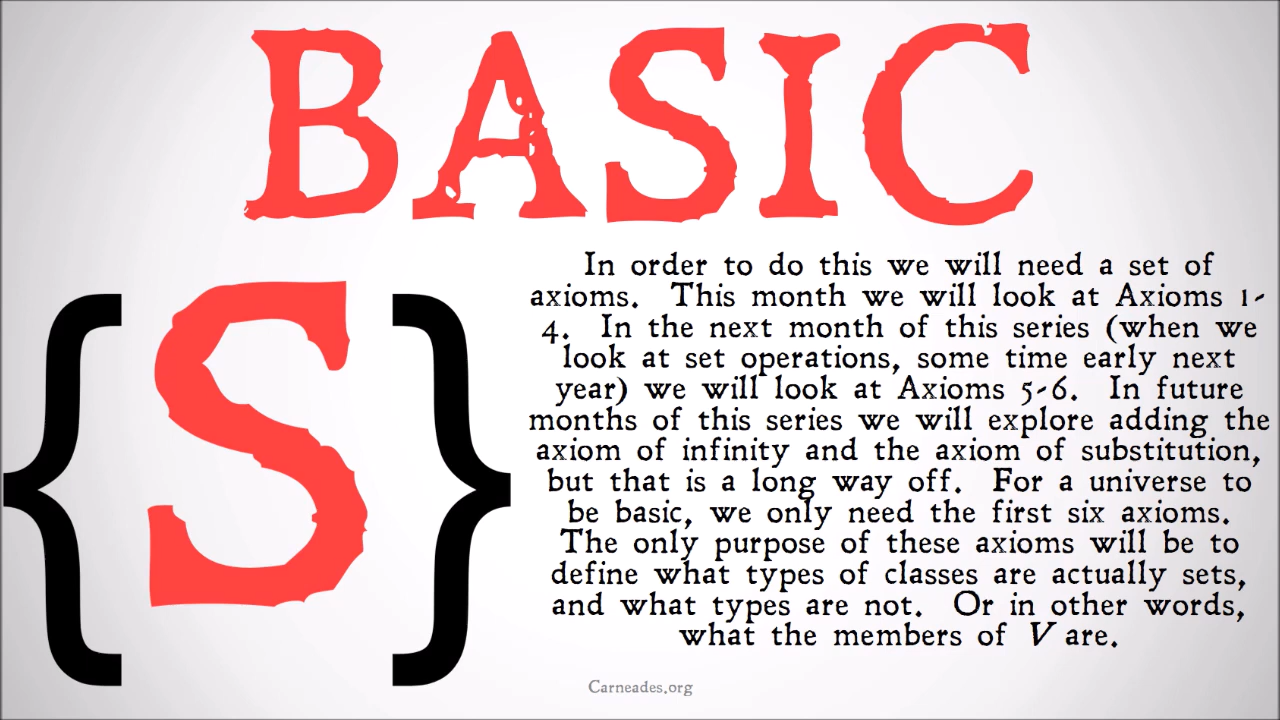 BASIC
{S}
In order to do this we will need a set of
axioms.  This month we will look at Axioms 1-
4.  In the next month of this series (when we
look at set operations, some time early next
year) we will look at Axioms 5-6.  In future
months of this series we will explore adding the
axiom of infinity and the axiom of substitution,
but that is a long way off.  For a universe to
be basic, we only need the first six axioms.
The only purpose of these axioms will be to
define what types of classes are actually sets,
and what types are not.  Or in other words,
what the members of V are.
Carneades.org